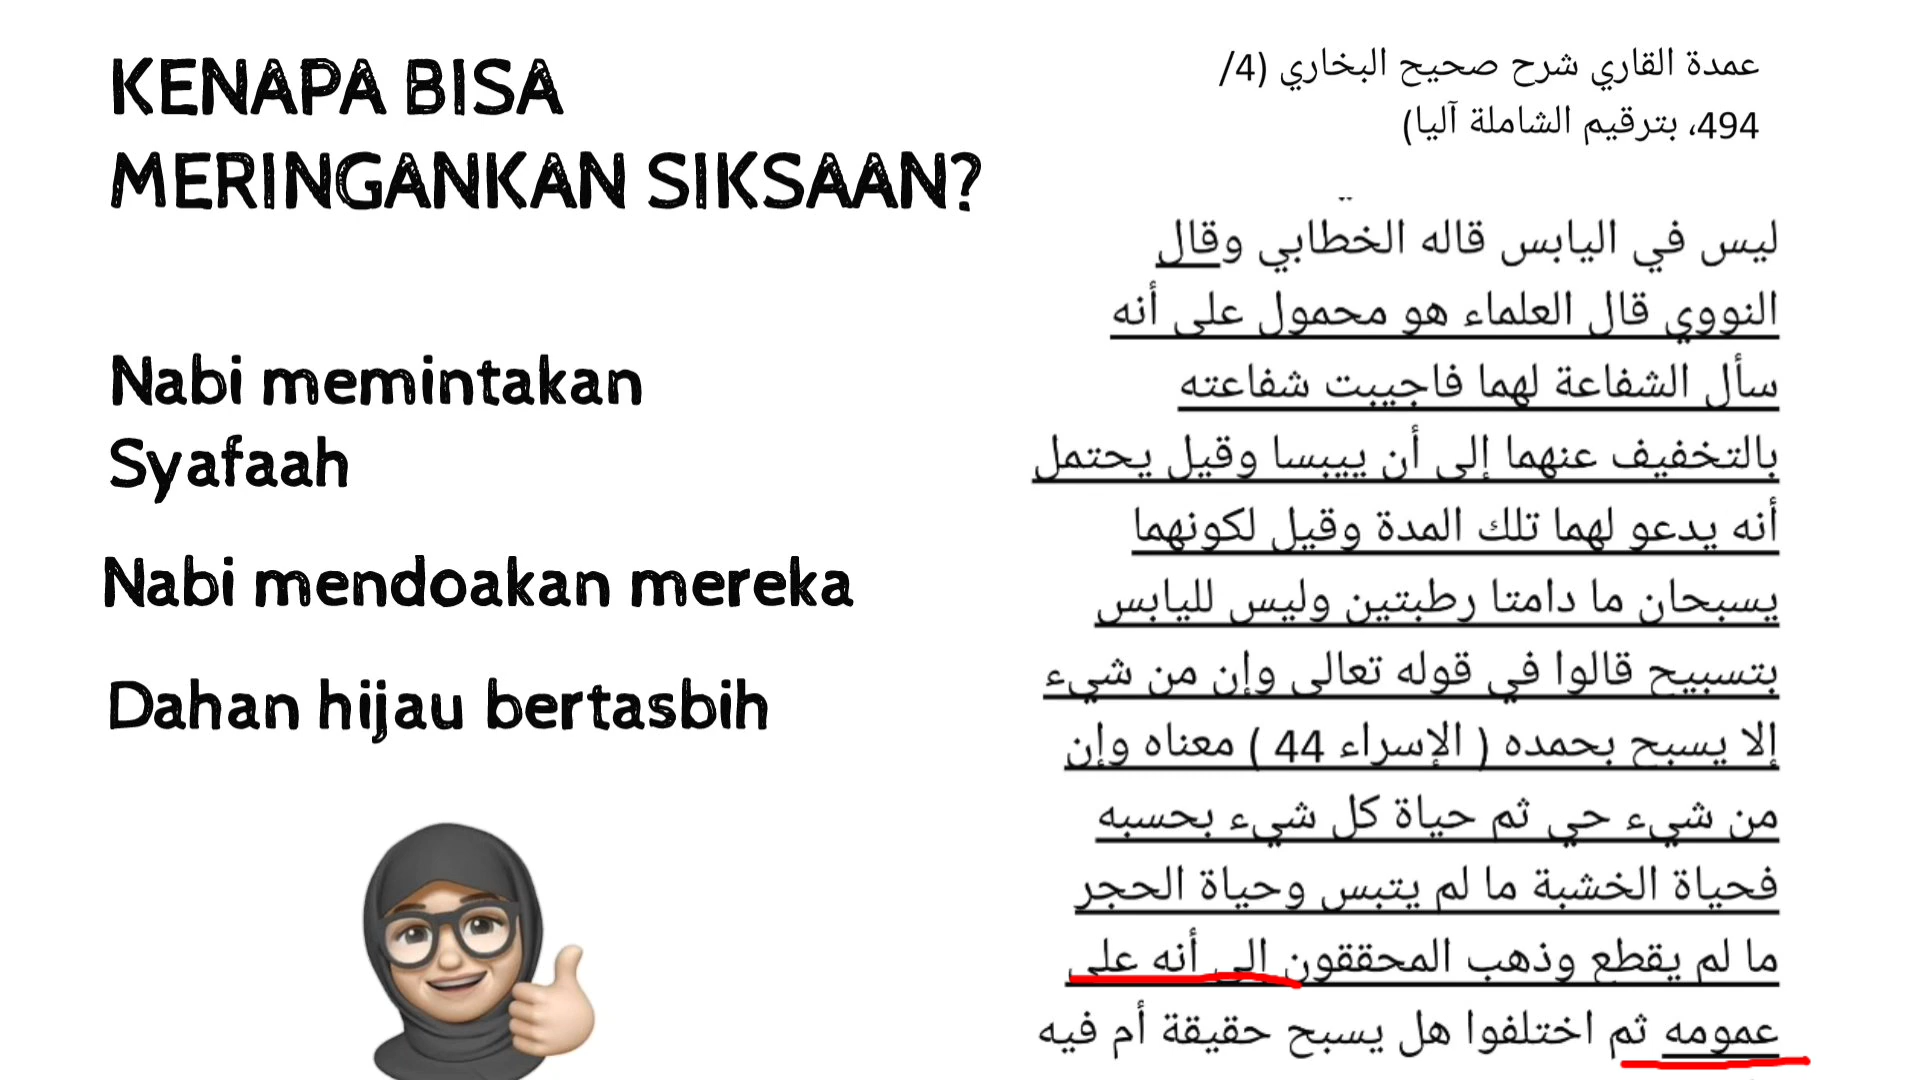 KENAPA BISA
MERINGANKAN SIKSAAN?
Nabi memintakan
Syafaah
Nabi mendoakan mereka
Dahan hijau bertasbih
عمدة القاري شرح صحيح البخاري (4/
494، بترقيم الشاملة آليا)
ليس في اليابس قاله الخطابي وقال
النووي قال العلماء هو محمول على أنه
سأل الشفاعة لهما فاجيبت شفاعته
بالتخفيف عنهما إلى أن ييبسا وقيل يحتمل
أنه يدعو لهما تلك المدة وقيل لكونهما
يسبحان ما دامتا رطبتين وليس لليابس
بتسبيح قالوا في قوله تعالى وإن من شيء
إلا يسبح بحمده ( الإسراء 44 ) معناه وإن
من شيء حي ثم حياة كل شيء بحسبه
فحياة الخشبة ما لم يتبس وحياة الحجر
ما لم يقطع وذهب المحققون إلى أنه على
عمومه ثم اختلفوا هل يسبح حقيقة أم فيه